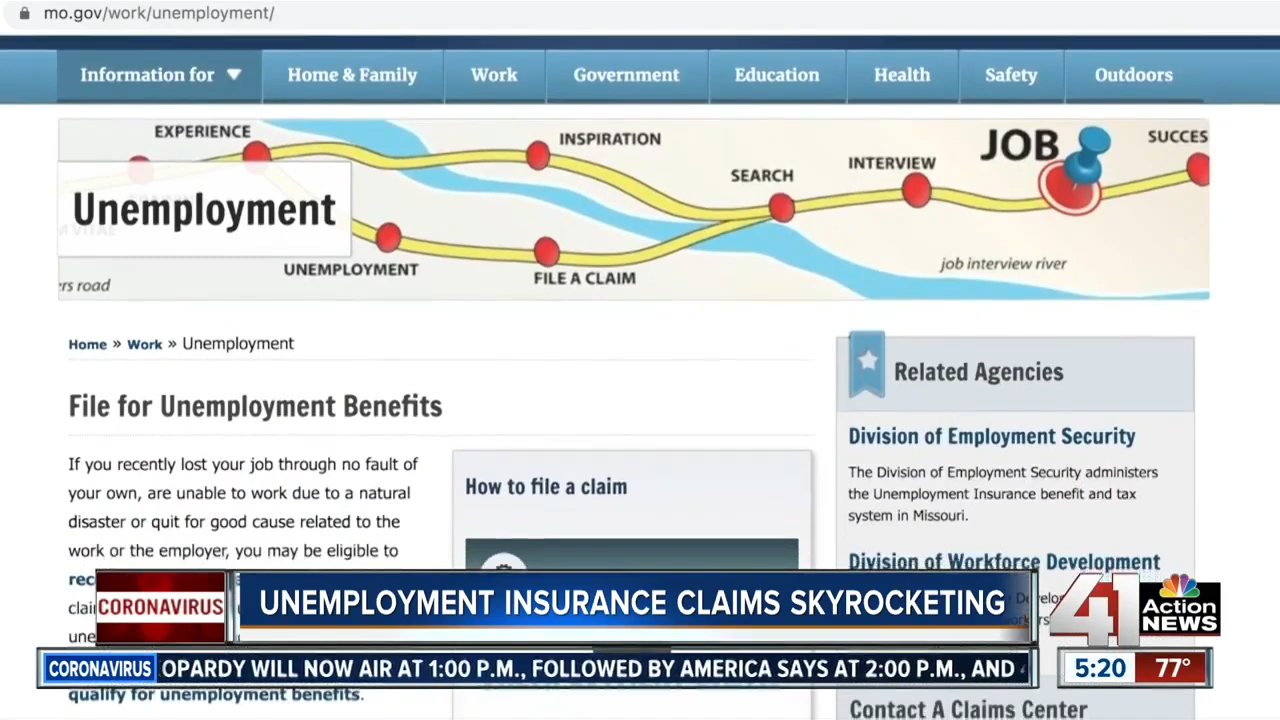 mo.gov/work/unemployment/
Information for
Home & Family
Work
Government
Education
Health
Safety
Outdoors
EXPERIENCE
INSPIRATION
SEARCH
INTERVIEW
JOB
SUCCES
Unemployment
UNEMPLOYMENT
FILE A CLAIM
job interview river
rs road
Home » Work » Unemployment
File for Unemployment Benefits
If you recently lost your job through no fault of
your own, are unable to work due to a natural
disaster or quit for good cause related to the
work or the employer, you may be eligible to
rec
clai
une
qualify for unemployment benefits.
How to file a claim
Related Agencies
Division of Employment Security
The Division of Employment Security administers
the Unemployment Insurance benefit and tax
system in Missouri.
Division of Workforce Development
Contact A Claims Center
CORONAVIRUS
UNEMPLOYMENT INSURANCE CLAIMS SKYROCKETING
41 Action
NEWS
CORONAVIRUS
OPARDY WILL NOW AIR AT 1:00 P.M., FOLLOWED BY AMERICA SAYS AT 2:00 P.M., AND
5:20
77°